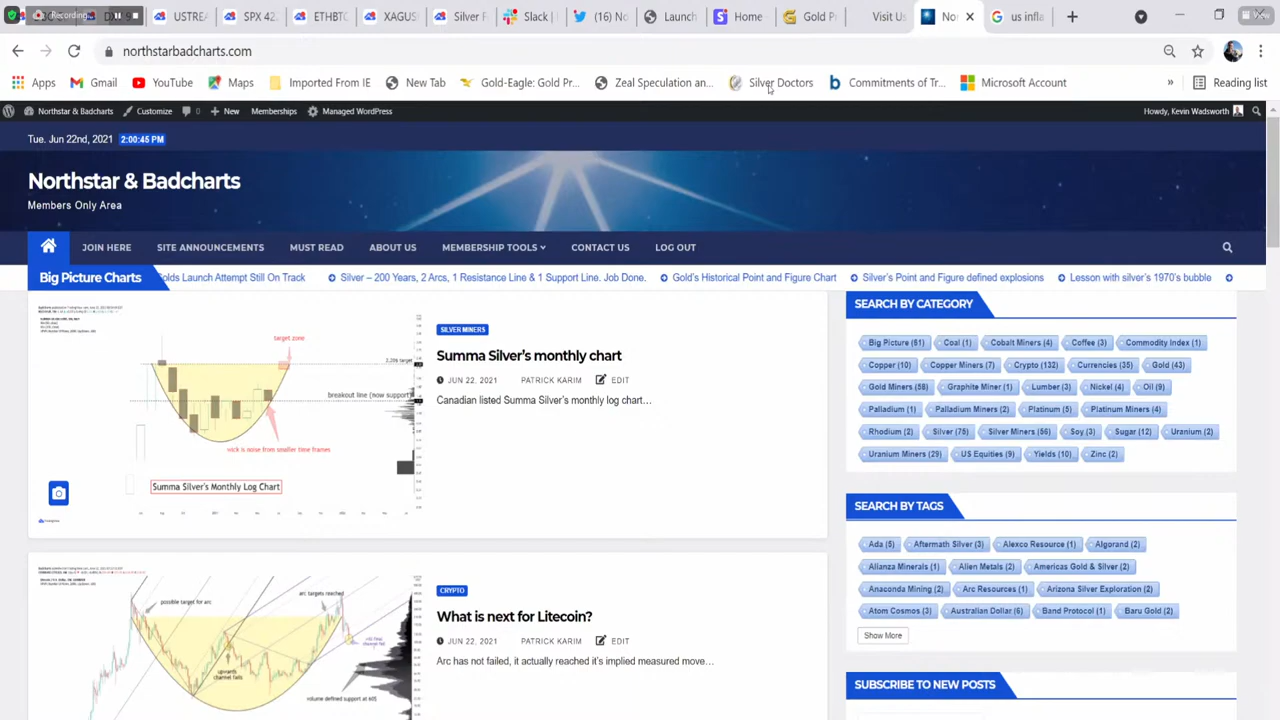 Recording...
USTREA
SPX 42.
ETHBTC
XAGUS
Silver F
Slack |
(16) No
Launch
Home
Gold Pr
Visit Us
Nor
us infla
northstarbadcharts.com
Apps
Gmail
YouTube
Maps
Imported From IE
New Tab
Gold-Eagle: Gold Pr...
Zeal Speculation an...
Silver Doctors
Commitments of Tr...
Microsoft Account
»
Reading list
Northstar & Badcharts
Customize
0
New
Memberships
Managed WordPress
Howdy, Kevin Wadsworth
Tue. Jun 22nd, 2021 2:00:45 PM
Northstar & Badcharts
Members Only Area
JOIN HERE
SITE ANNOUNCEMENTS
MUST READ
ABOUT US
MEMBERSHIP TOOLS
CONTACT US
LOG OUT
Big Picture Charts
olds Launch Attempt Still On Track
Silver – 200 Years, 2 Arcs, 1 Resistance Line & 1 Support Line. Job Done.
Gold's Historical Point and Figure Chart
Silver's Point and Figure defined explosions
Lesson with silver's 1970's bubble
target zone
breakout line (now support)
wick is noise from smaller time frames
Summa Silver's Monthly Log Chart
SILVER MINERS
Summa Silver's monthly chart
JUN 22, 2021 PATRICK KARIM EDIT
Canadian listed Summa Silver's monthly log chart…
possible target for arc
arc targets reached
upwards
channel fails
volume defined support at 60$
CRYPTO
What is next for Litecoin?
JUN 22, 2021 PATRICK KARIM EDIT
Arc has not failed, it actually reached it's implied measured move…
SEARCH BY CATEGORY
Big Picture (61) Coal (1) Cobalt Miners (4) Coffee (3) Commodity Index (1)
Copper (10) Copper Miners (7) Crypto (132) Currencies (35) Gold (43)
Gold Miners (58) Graphite Miner (1) Lumber (3) Nickel (4) Oil (9)
Palladium (1) Palladium Miners (2) Platinum (5) Platinum Miners (4)
Rhodium (2) Silver (75) Silver Miners (56) Soy (3) Sugar (12) Uranium (2)
Uranium Miners (29) US Equities (9) Yields (10) Zinc (2)
SEARCH BY TAGS
Ada (5) Aftermath Silver (3) Alexco Resource (1) Algorand (2)
Alianza Minerals (1) Alien Metals (2) Americas Gold & Silver (2)
Anaconda Mining (2) Arc Resources (1) Arizona Silver Exploration (2)
Atom Cosmos (3) Australian Dollar (6) Band Protocol (1) Baru Gold (2)
Show More
SUBSCRIBE TO NEW POSTS